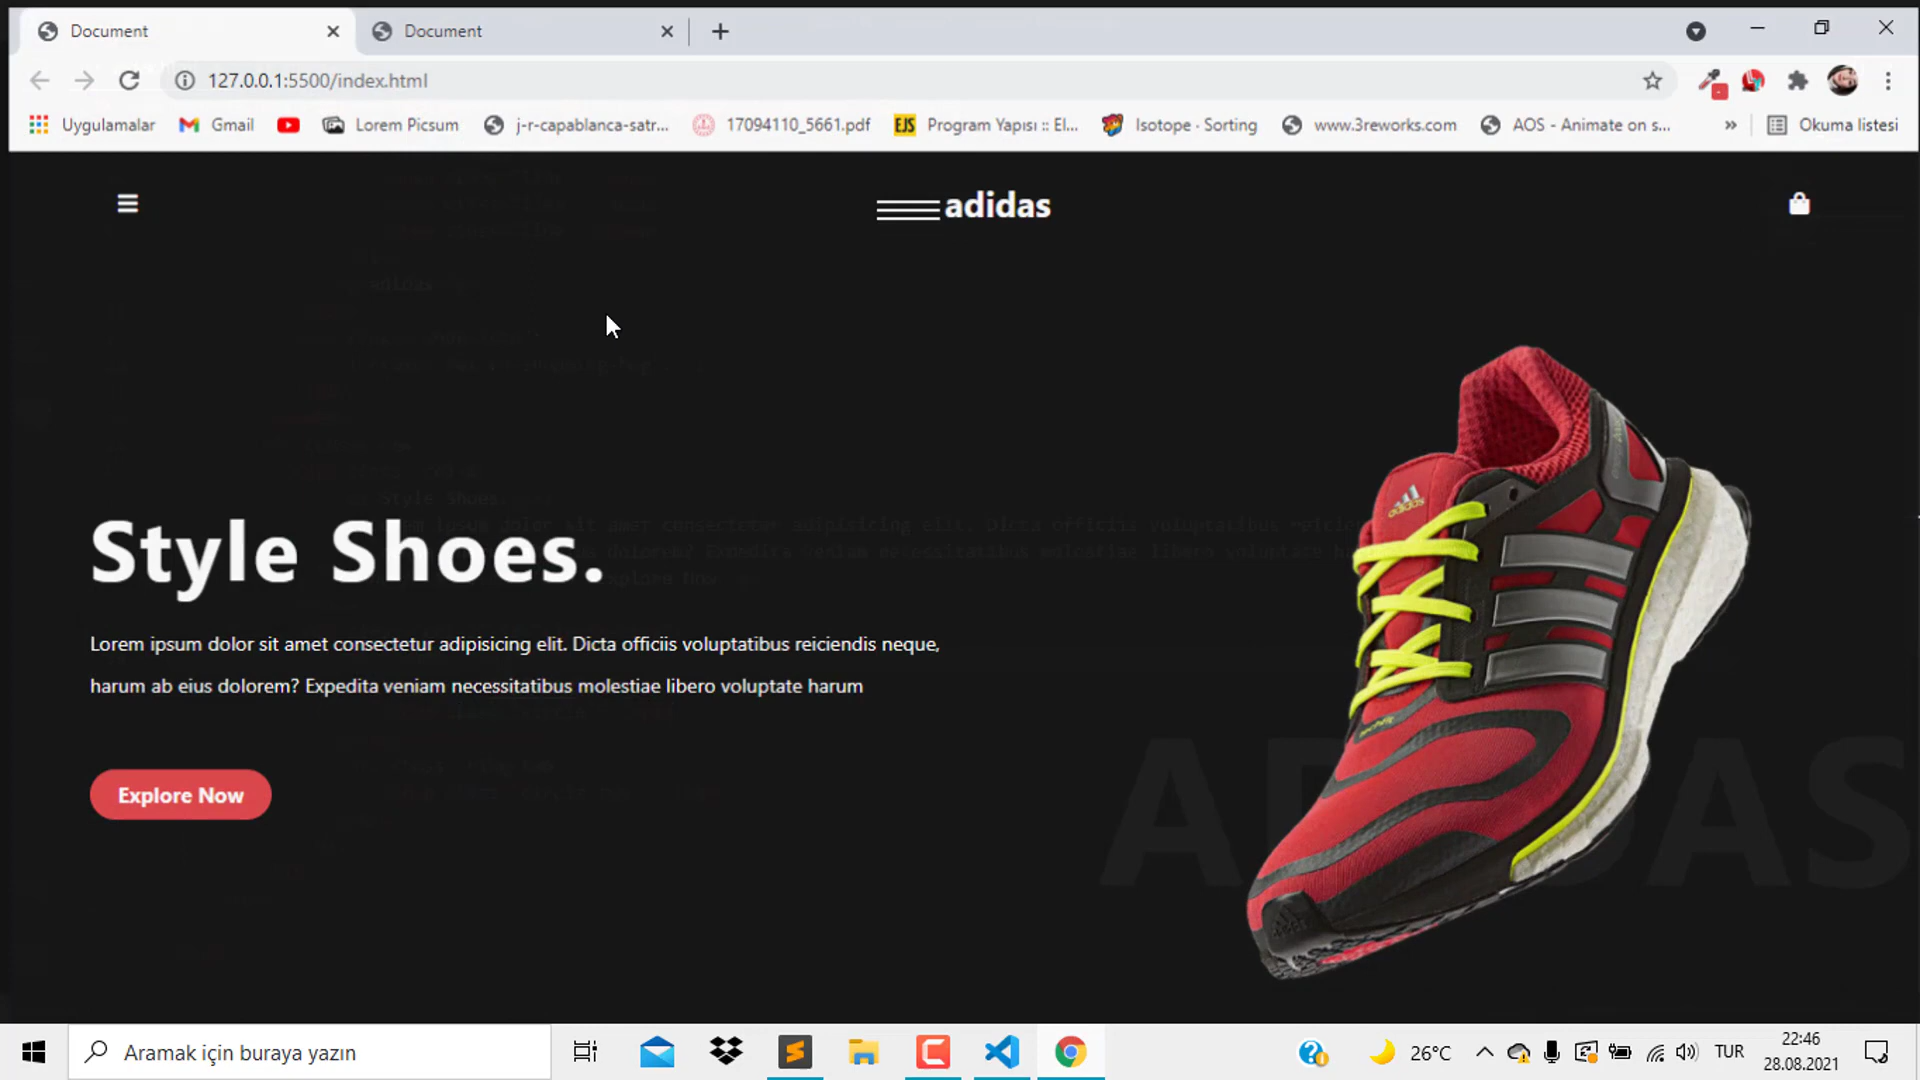 Document
Document
127.0.0.1:5500/index.html
Uygulamalar
Gmail
Lorem Picsum
j-r-capablanca-satr...
17094110_5661.pdf
EJS
Program Yapısı :: El...
Isotope · Sorting
www.3reworks.com
AOS - Animate on s...
»
Okuma listesi
adidas
Style Shoes.
Lorem ipsum dolor sit amet consectetur adipisicing elit. Dicta officiis voluptatibus reiciendis neque,
harum ab eius dolorem? Expedita veniam necessitatibus molestiae libero voluptate harum
Explore Now
adidas
ADIDAS
Aramak için buraya yazın
26°C
TUR
22:46
28.08.2021